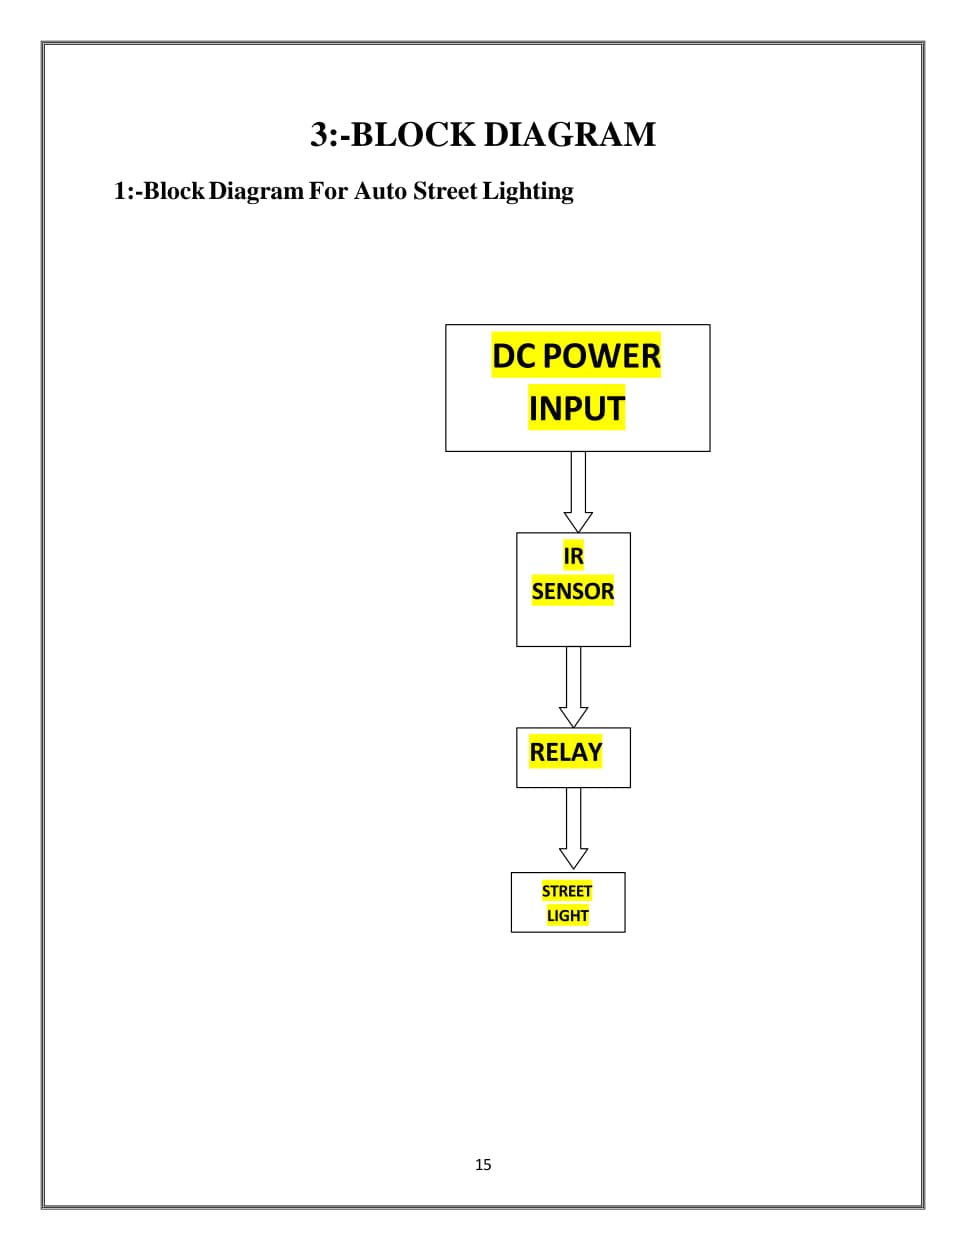 3:-BLOCK DIAGRAM
1:-Block Diagram For Auto Street Lighting
DC POWER
INPUT
IR
SENSOR
RELAY
STREET
LIGHT
15